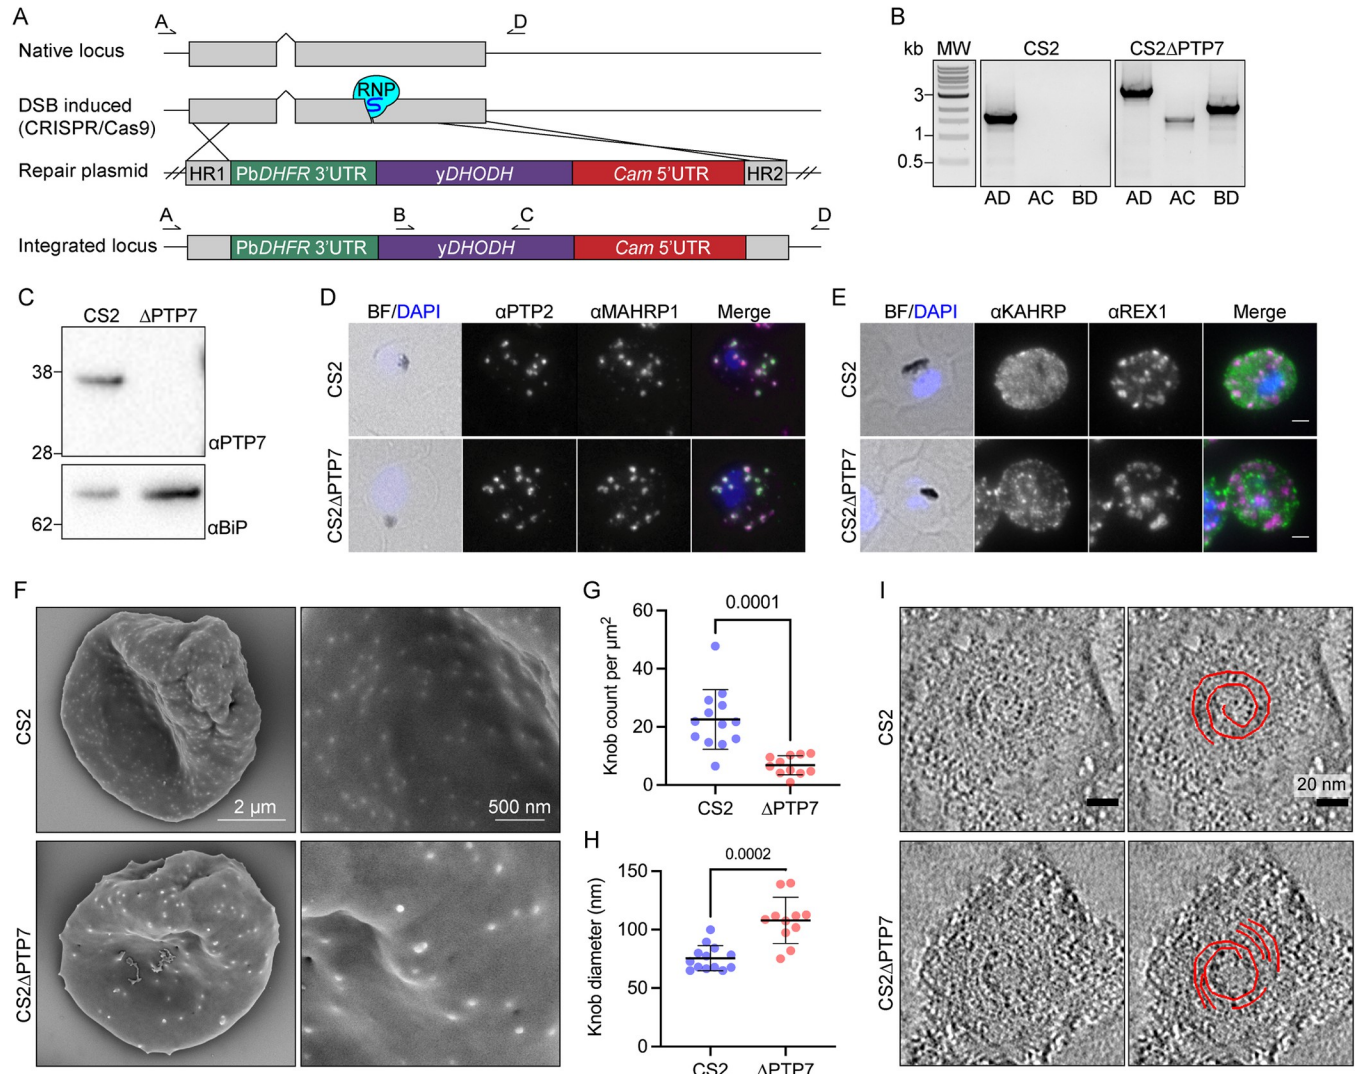 A
A
D
Native locus
RNP
S
DSB induced
(CRISPR/Cas9)
Repair plasmid
HR1
PbDHFR 3'UTR
yDHODH
Cam 5'UTR
HR2
A
B
C
D
Integrated locus
PbDHFR 3'UTR
yDHODH
Cam 5'UTR
B
kb MW CS2 CS2ΔPTP7
3
1
0.5
AD AC BD AD AC BD
C
CS2 ΔPTP7
38
28
αPTP7
62
αBiP
D
BF/DAPI αPTP2 αMAHRP1 Merge
CS2
CS2ΔPTP7
E
BF/DAPI αKAHRP αREX1 Merge
CS2
CS2ΔPTP7
F
CS2
2 μm
500 nm
CS2ΔPTP7
G
0.0001
Knob count per μm²
60
40
20
0
CS2 ΔPTP7
H
0.0002
Knob diameter (nm)
150
100
50
0
CS2 ΔPTP7
I
CS2
20 nm
CS2ΔPTP7